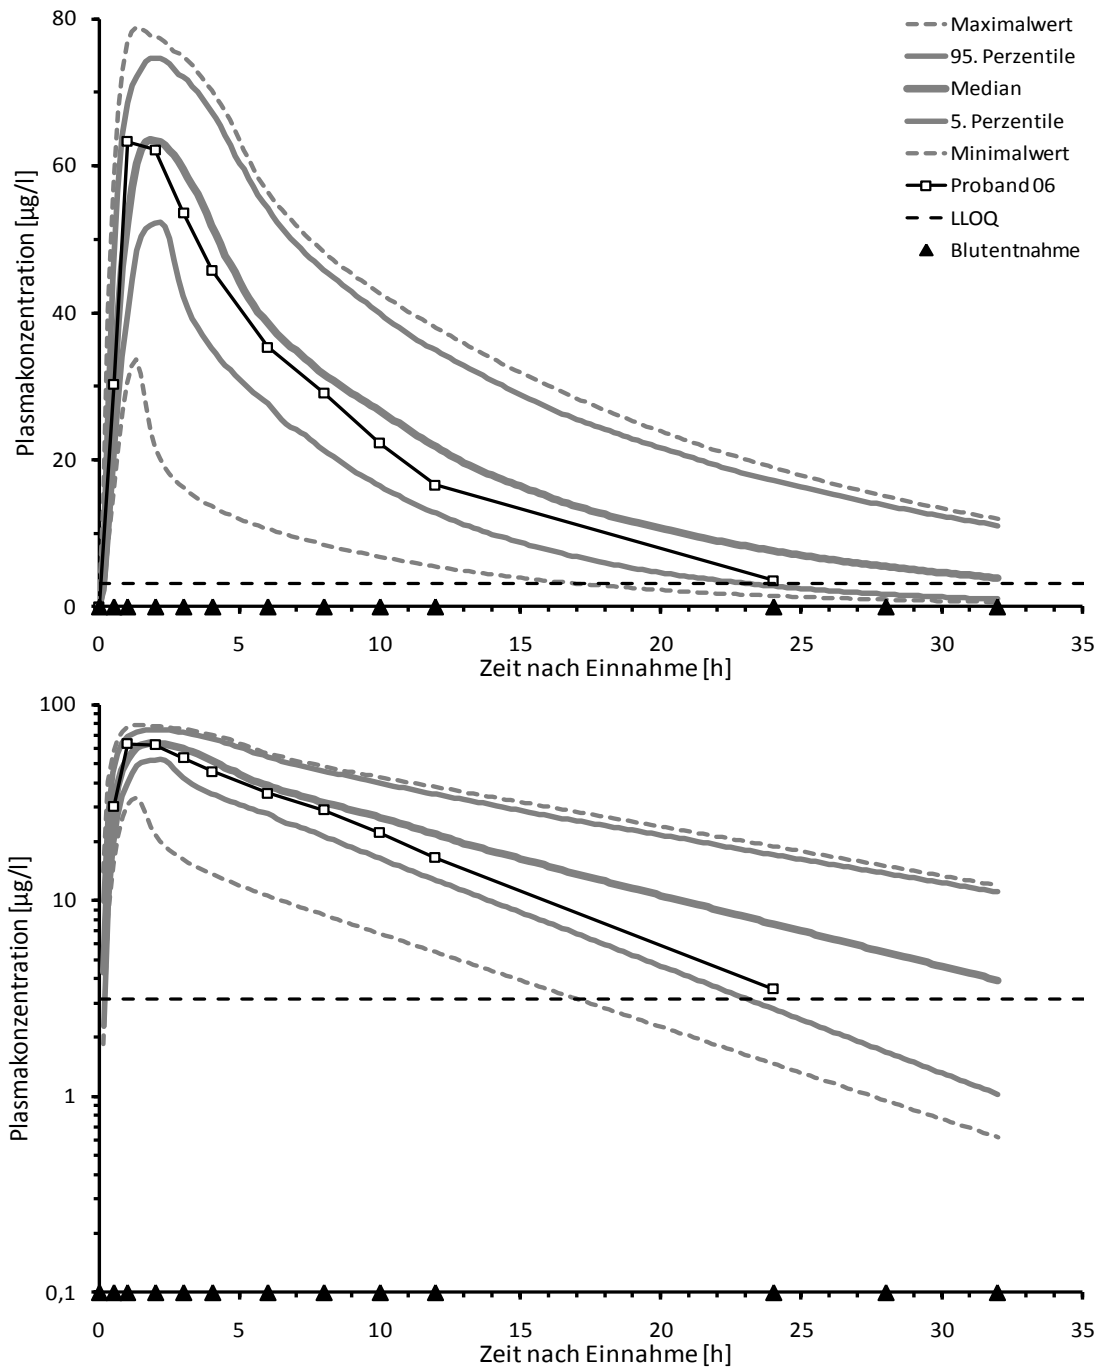 80
60
40
20
0
Plasmakonzentration [µg/l]
0 5 10 15 20 25 30 35
Zeit nach Einnahme [h]
Maximalwert
95. Perzentile
Median
5. Perzentile
Minimalwert
Proband 06
LLOQ
Blutentnahme
100
10
1
0,1
Plasmakonzentration [µg/l]
0 5 10 15 20 25 30 35
Zeit nach Einnahme [h]